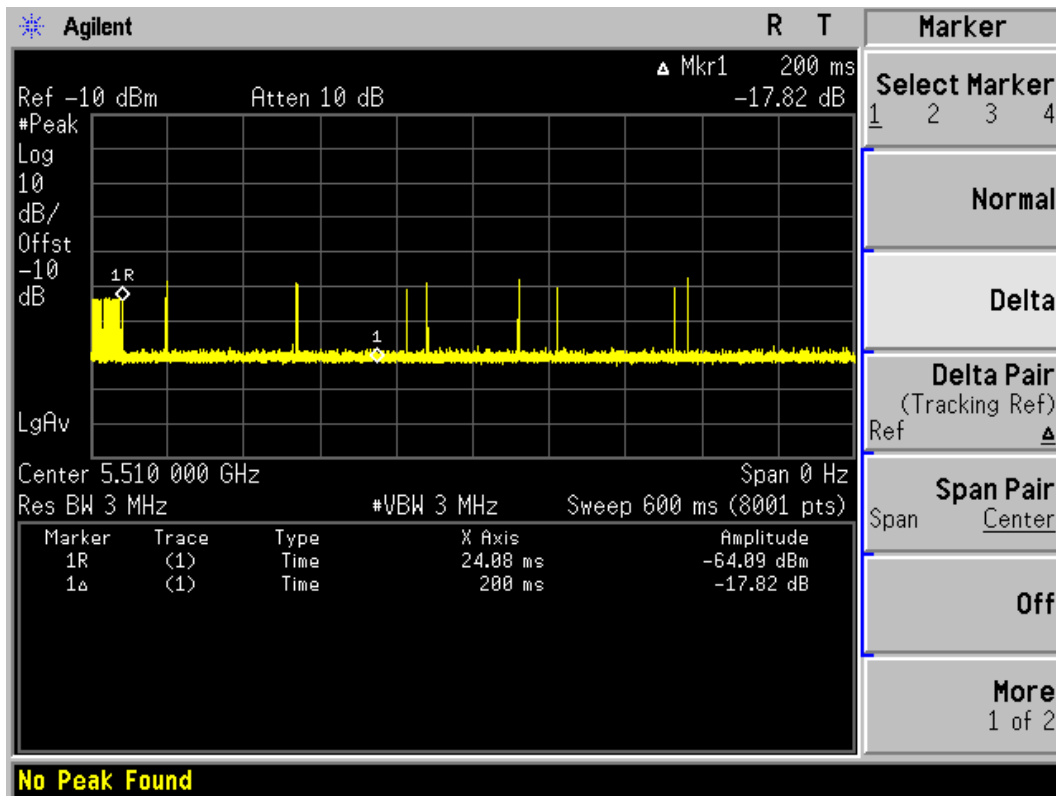 Agilent R T
▵ Mkr1 200 ms
Ref -10 dBm Atten 10 dB -17.82 dB
#Peak
Log
10
dB/
Offst
-10
dB
1R
1
LgAv
Center 5.510 000 GHz Span 0 Hz
Res BW 3 MHz #VBW 3 MHz Sweep 600 ms (8001 pts)
Marker Trace Type X Axis Amplitude
1R (1) Time 24.08 ms -64.09 dBm
1▵ (1) Time 200 ms -17.82 dB
No Peak Found
Marker
Select Marker
1 2 3 4
Normal
Delta
Delta Pair
(Tracking Ref)
Ref ▵
Span Pair
Span Center
Off
More
1 of 2